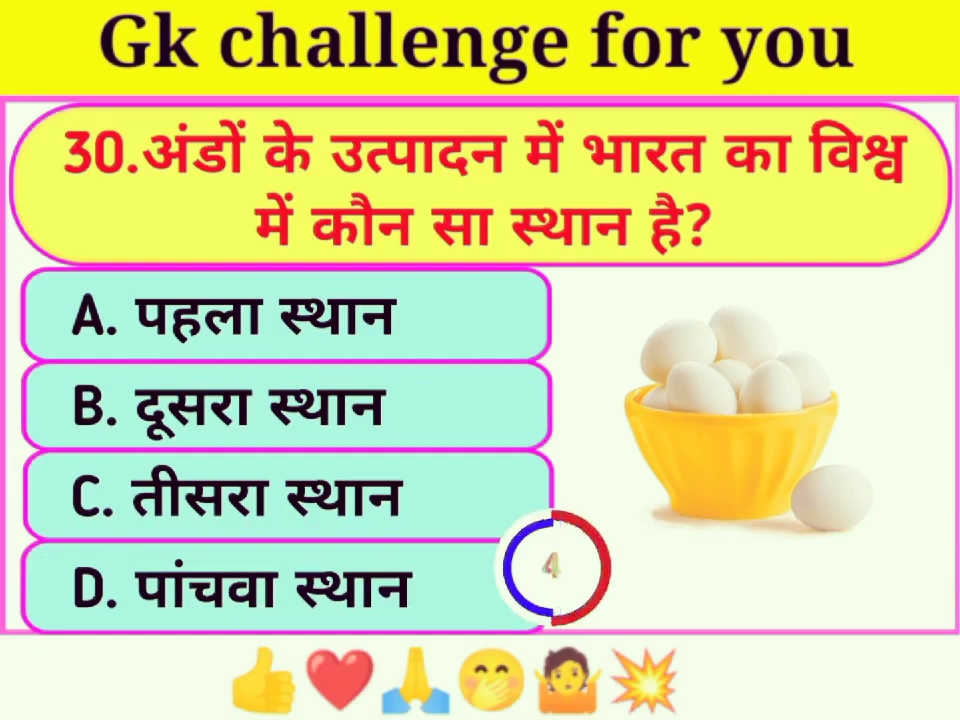 Gk challenge for you
30.अंडों के उत्पादन में भारत का विश्व
में कौन सा स्थान है?
A. पहला स्थान
B. दूसरा स्थान
C. तीसरा स्थान
D. पांचवा स्थान
4